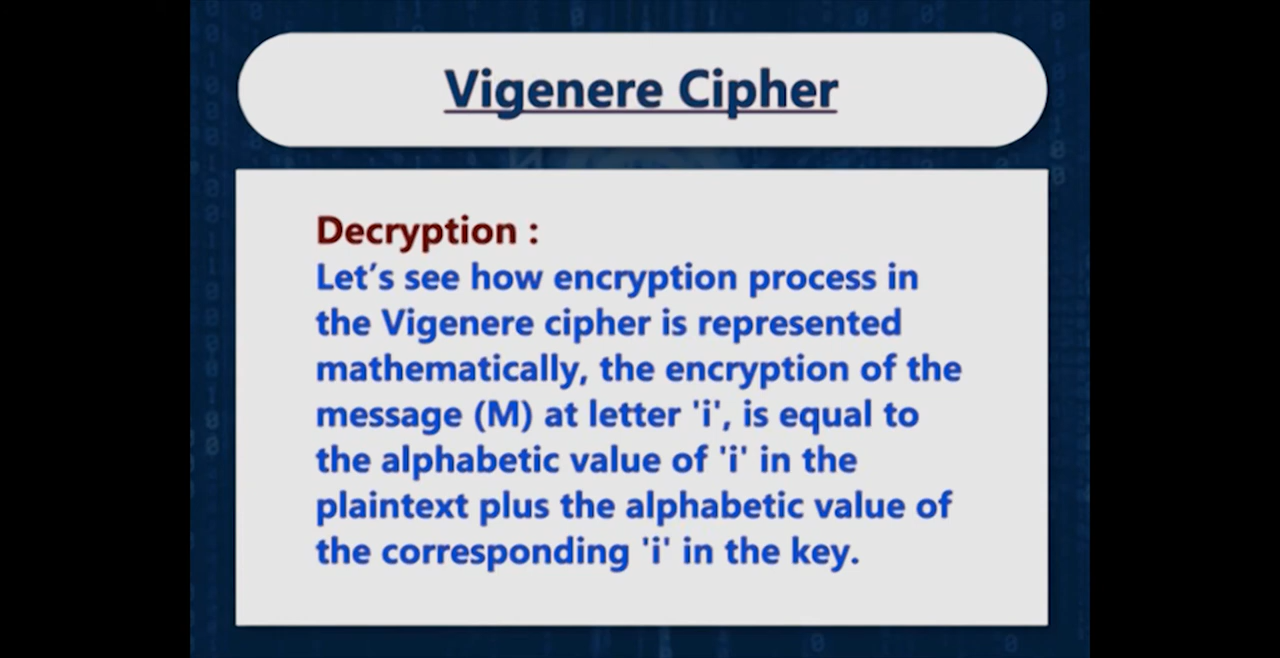 Vigenere Cipher
Decryption :
Let’s see how encryption process in
the Vigenere cipher is represented
mathematically, the encryption of the
message (M) at letter 'i', is equal to
the alphabetic value of 'i' in the
plaintext plus the alphabetic value of
the corresponding 'i' in the key.